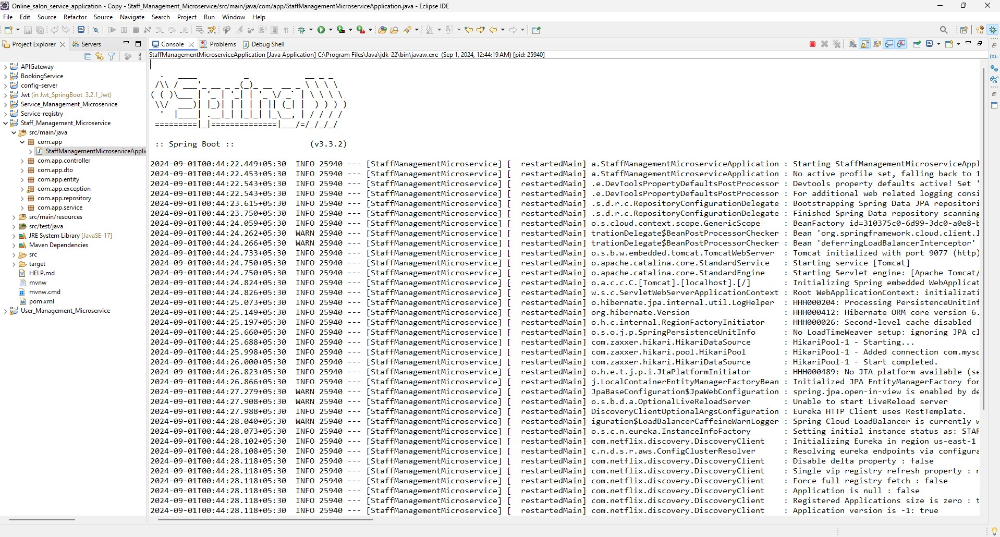 Online_salon_service_application - Copy - Staff_Management_Microservice/src/main/java/com/app/StaffManagementMicroserviceApplication.java - Eclipse IDE
File Edit Source Refactor Source Navigate Search Project Run Window Help
Project Explorer Servers
Console Problems Debug Shell
StaffManagementMicroserviceApplication [Java Application] C:\Program Files\Java\jdk-22\bin\javaw.exe (Sep 1, 2024, 12:44:19 AM) [pid: 25940]
APIGateway
BookingService
config-server
Jwt (in Jwt_SpringBoot 3.2.1_Jwt)
Service_Management_Microservice
Service-registry
Staff_Management_Microservice
src/main/java
com.app
StaffManagementMicroserviceAppli
com.app.controller
com.app.dto
com.app.entity
com.app.exception
com.app.repository
com.app.service
src/main/resources
src/test/java
JRE System Library [JavaSE-17]
Maven Dependencies
src
target
HELP.md
mvnw
mvnw.cmd
pom.xml
User_Management_Microservice
Spring
:: Spring Boot :: (v3.3.2)
2024-09-01T00:44:22.449+05:30 INFO 25940 --- [StaffManagementMicroservice] [ restartedMain] a.StaffManagementMicroserviceApplication : Starting StaffManagementMicroserviceAppl
2024-09-01T00:44:22.453+05:30 INFO 25940 --- [StaffManagementMicroservice] [ restartedMain] a.StaffManagementMicroserviceApplication : No active profile set, falling back to 1
2024-09-01T00:44:22.543+05:30 INFO 25940 --- [StaffManagementMicroservice] [ restartedMain] .e.DevToolsPropertyDefaultsPostProcessor : Devtools property defaults active! Set '
2024-09-01T00:44:22.543+05:30 INFO 25940 --- [StaffManagementMicroservice] [ restartedMain] .e.DevToolsPropertyDefaultsPostProcessor : For additional web related logging consi
2024-09-01T00:44:23.615+05:30 INFO 25940 --- [StaffManagementMicroservice] [ restartedMain] .s.d.r.c.RepositoryConfigurationDelegate : Bootstrapping Spring Data JPA repositori
2024-09-01T00:44:23.750+05:30 INFO 25940 --- [StaffManagementMicroservice] [ restartedMain] .s.d.r.c.RepositoryConfigurationDelegate : Finished Spring Data repository scanning
2024-09-01T00:44:24.059+05:30 INFO 25940 --- [StaffManagementMicroservice] [ restartedMain] o.s.cloud.context.scope.GenericScope : BeanFactory id=310375c0-6d99-3dc0-a0e8-b
2024-09-01T00:44:24.262+05:30 WARN 25940 --- [StaffManagementMicroservice] [ restartedMain] trationDelegate$BeanPostProcessorChecker : Bean 'org.springframework.cloud.client.l
2024-09-01T00:44:24.266+05:30 WARN 25940 --- [StaffManagementMicroservice] [ restartedMain] trationDelegate$BeanPostProcessorChecker : Bean 'deferringLoadBalancerInterceptor'
2024-09-01T00:44:24.733+05:30 INFO 25940 --- [StaffManagementMicroservice] [ restartedMain] o.s.b.w.embedded.tomcat.TomcatWebServer : Tomcat initialized with port 9077 (http)
2024-09-01T00:44:24.750+05:30 INFO 25940 --- [StaffManagementMicroservice] [ restartedMain] o.apache.catalina.core.StandardService : Starting service [Tomcat]
2024-09-01T00:44:24.750+05:30 INFO 25940 --- [StaffManagementMicroservice] [ restartedMain] o.apache.catalina.core.StandardEngine : Starting Servlet engine: [Apache Tomcat/
2024-09-01T00:44:24.824+05:30 INFO 25940 --- [StaffManagementMicroservice] [ restartedMain] o.a.c.c.C.[Tomcat].[localhost].[/] : Initializing Spring embedded WebApplicat
2024-09-01T00:44:24.826+05:30 INFO 25940 --- [StaffManagementMicroservice] [ restartedMain] w.s.c.ServletWebServerApplicationContext : Root WebApplicationContext: initializati
2024-09-01T00:44:25.073+05:30 INFO 25940 --- [StaffManagementMicroservice] [ restartedMain] o.hibernate.jpa.internal.util.LogHelper : HHH000204: Processing PersistenceUnitInf
2024-09-01T00:44:25.149+05:30 INFO 25940 --- [StaffManagementMicroservice] [ restartedMain] org.hibernate.Version : HHH000412: Hibernate ORM core version 6.
2024-09-01T00:44:25.197+05:30 INFO 25940 --- [StaffManagementMicroservice] [ restartedMain] o.h.c.internal.RegionFactoryInitiator : HHH000026: Second-level cache disabled
2024-09-01T00:44:25.660+05:30 INFO 25940 --- [StaffManagementMicroservice] [ restartedMain] o.s.o.j.p.SpringPersistenceUnitInfo : No LoadTimeWeaver setup: ignoring JPA cl
2024-09-01T00:44:25.688+05:30 INFO 25940 --- [StaffManagementMicroservice] [ restartedMain] com.zaxxer.hikari.HikariDataSource : HikariPool-1 - Starting...
2024-09-01T00:44:25.998+05:30 INFO 25940 --- [StaffManagementMicroservice] [ restartedMain] com.zaxxer.hikari.pool.HikariPool : HikariPool-1 - Added connection com.mysq
2024-09-01T00:44:26.000+05:30 INFO 25940 --- [StaffManagementMicroservice] [ restartedMain] com.zaxxer.hikari.HikariDataSource : HikariPool-1 - Start completed.
2024-09-01T00:44:26.823+05:30 INFO 25940 --- [StaffManagementMicroservice] [ restartedMain] o.h.e.t.j.p.i.JtaPlatformInitiator : HHH000489: No JTA platform available (se
2024-09-01T00:44:26.866+05:30 INFO 25940 --- [StaffManagementMicroservice] [ restartedMain] j.LocalContainerEntityManagerFactoryBean : Initialized JPA EntityManagerFactory for
2024-09-01T00:44:27.279+05:30 WARN 25940 --- [StaffManagementMicroservice] [ restartedMain] JpaBaseConfiguration$JpaWebConfiguration : spring.jpa.open-in-view is enabled by de
2024-09-01T00:44:27.908+05:30 WARN 25940 --- [StaffManagementMicroservice] [ restartedMain] o.s.b.d.a.OptionalLiveReloadServer : Unable to start LiveReload server
2024-09-01T00:44:27.988+05:30 INFO 25940 --- [StaffManagementMicroservice] [ restartedMain] DiscoveryClientOptionalArgsConfiguration : Eureka HTTP Client uses RestTemplate.
2024-09-01T00:44:28.040+05:30 WARN 25940 --- [StaffManagementMicroservice] [ restartedMain] iguration$LoadBalancerCaffeineWarnLogger : Spring Cloud LoadBalancer is currently w
2024-09-01T00:44:28.073+05:30 INFO 25940 --- [StaffManagementMicroservice] [ restartedMain] o.s.c.n.eureka.InstanceInfoFactory : Setting initial instance status as: STAR
2024-09-01T00:44:28.102+05:30 INFO 25940 --- [StaffManagementMicroservice] [ restartedMain] com.netflix.discovery.DiscoveryClient : Initializing Eureka in region us-east-1
2024-09-01T00:44:28.108+05:30 INFO 25940 --- [StaffManagementMicroservice] [ restartedMain] c.n.d.s.r.aws.ConfigClusterResolver : Resolving eureka endpoints via configura
2024-09-01T00:44:28.118+05:30 INFO 25940 --- [StaffManagementMicroservice] [ restartedMain] com.netflix.discovery.DiscoveryClient : Disable delta property : false
2024-09-01T00:44:28.118+05:30 INFO 25940 --- [StaffManagementMicroservice] [ restartedMain] com.netflix.discovery.DiscoveryClient : Single vip registry refresh property : n
2024-09-01T00:44:28.118+05:30 INFO 25940 --- [StaffManagementMicroservice] [ restartedMain] com.netflix.discovery.DiscoveryClient : Force full registry fetch : false
2024-09-01T00:44:28.118+05:30 INFO 25940 --- [StaffManagementMicroservice] [ restartedMain] com.netflix.discovery.DiscoveryClient : Application is null : false
2024-09-01T00:44:28.118+05:30 INFO 25940 --- [StaffManagementMicroservice] [ restartedMain] com.netflix.discovery.DiscoveryClient : Registered Applications size is zero : t
2024-09-01T00:44:28.118+05:30 INFO 25940 --- [StaffManagementMicroservice] [ restartedMain] com.netflix.discovery.DiscoveryClient : Application version is -1: true